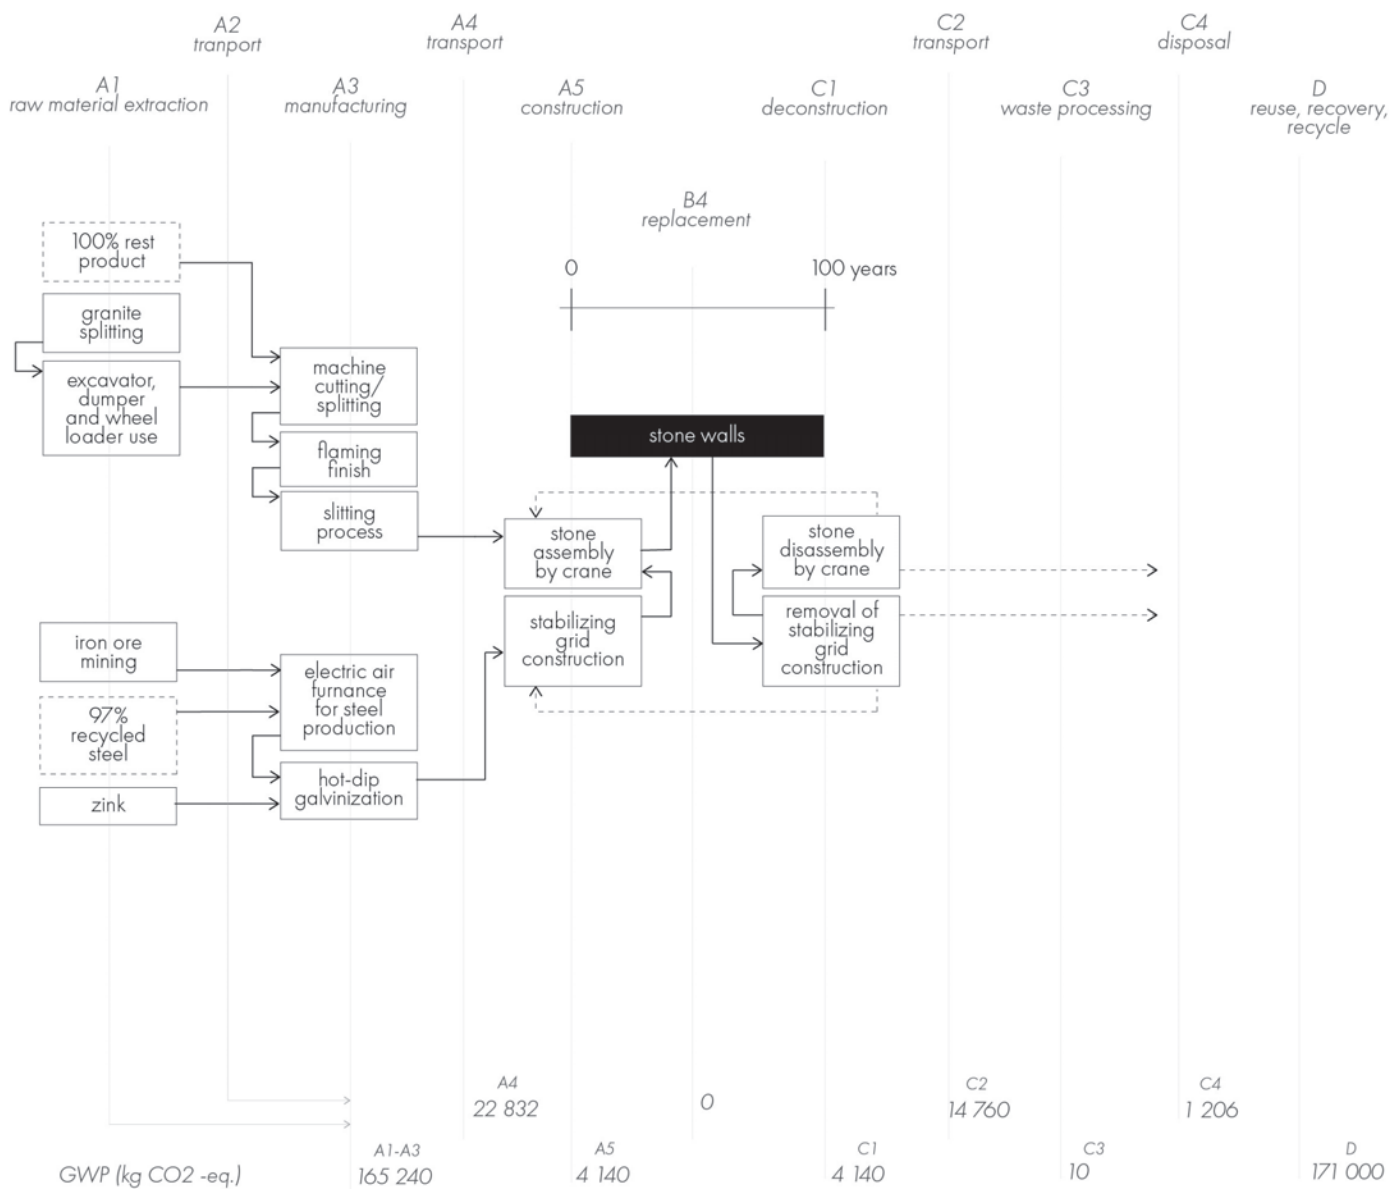 A2
tranport
A4
transport
C2
transport
C4
disposal
A1
raw material extraction
A3
manufacturing
A5
construction
C1
deconstruction
C3
waste processing
D
reuse, recovery,
recycle
B4
replacement
0
100 years
100% rest
product
granite
splitting
excavator,
dumper
and wheel
loader use
machine
cutting/
splitting
flaming
finish
slitting
process
stone walls
stone
assembly
by crane
stabilizing
grid
construction
stone
disassembly
by crane
removal of
stabilizing
grid
construction
iron ore
mining
97%
recycled
steel
zink
electric air
furnance
for steel
production
hot-dip
galvinization
A4
22 832
0
C2
14 760
C4
1 206
GWP (kg CO2 -eq.)
A1-A3
165 240
A5
4 140
C1
4 140
C3
10
D
171 000